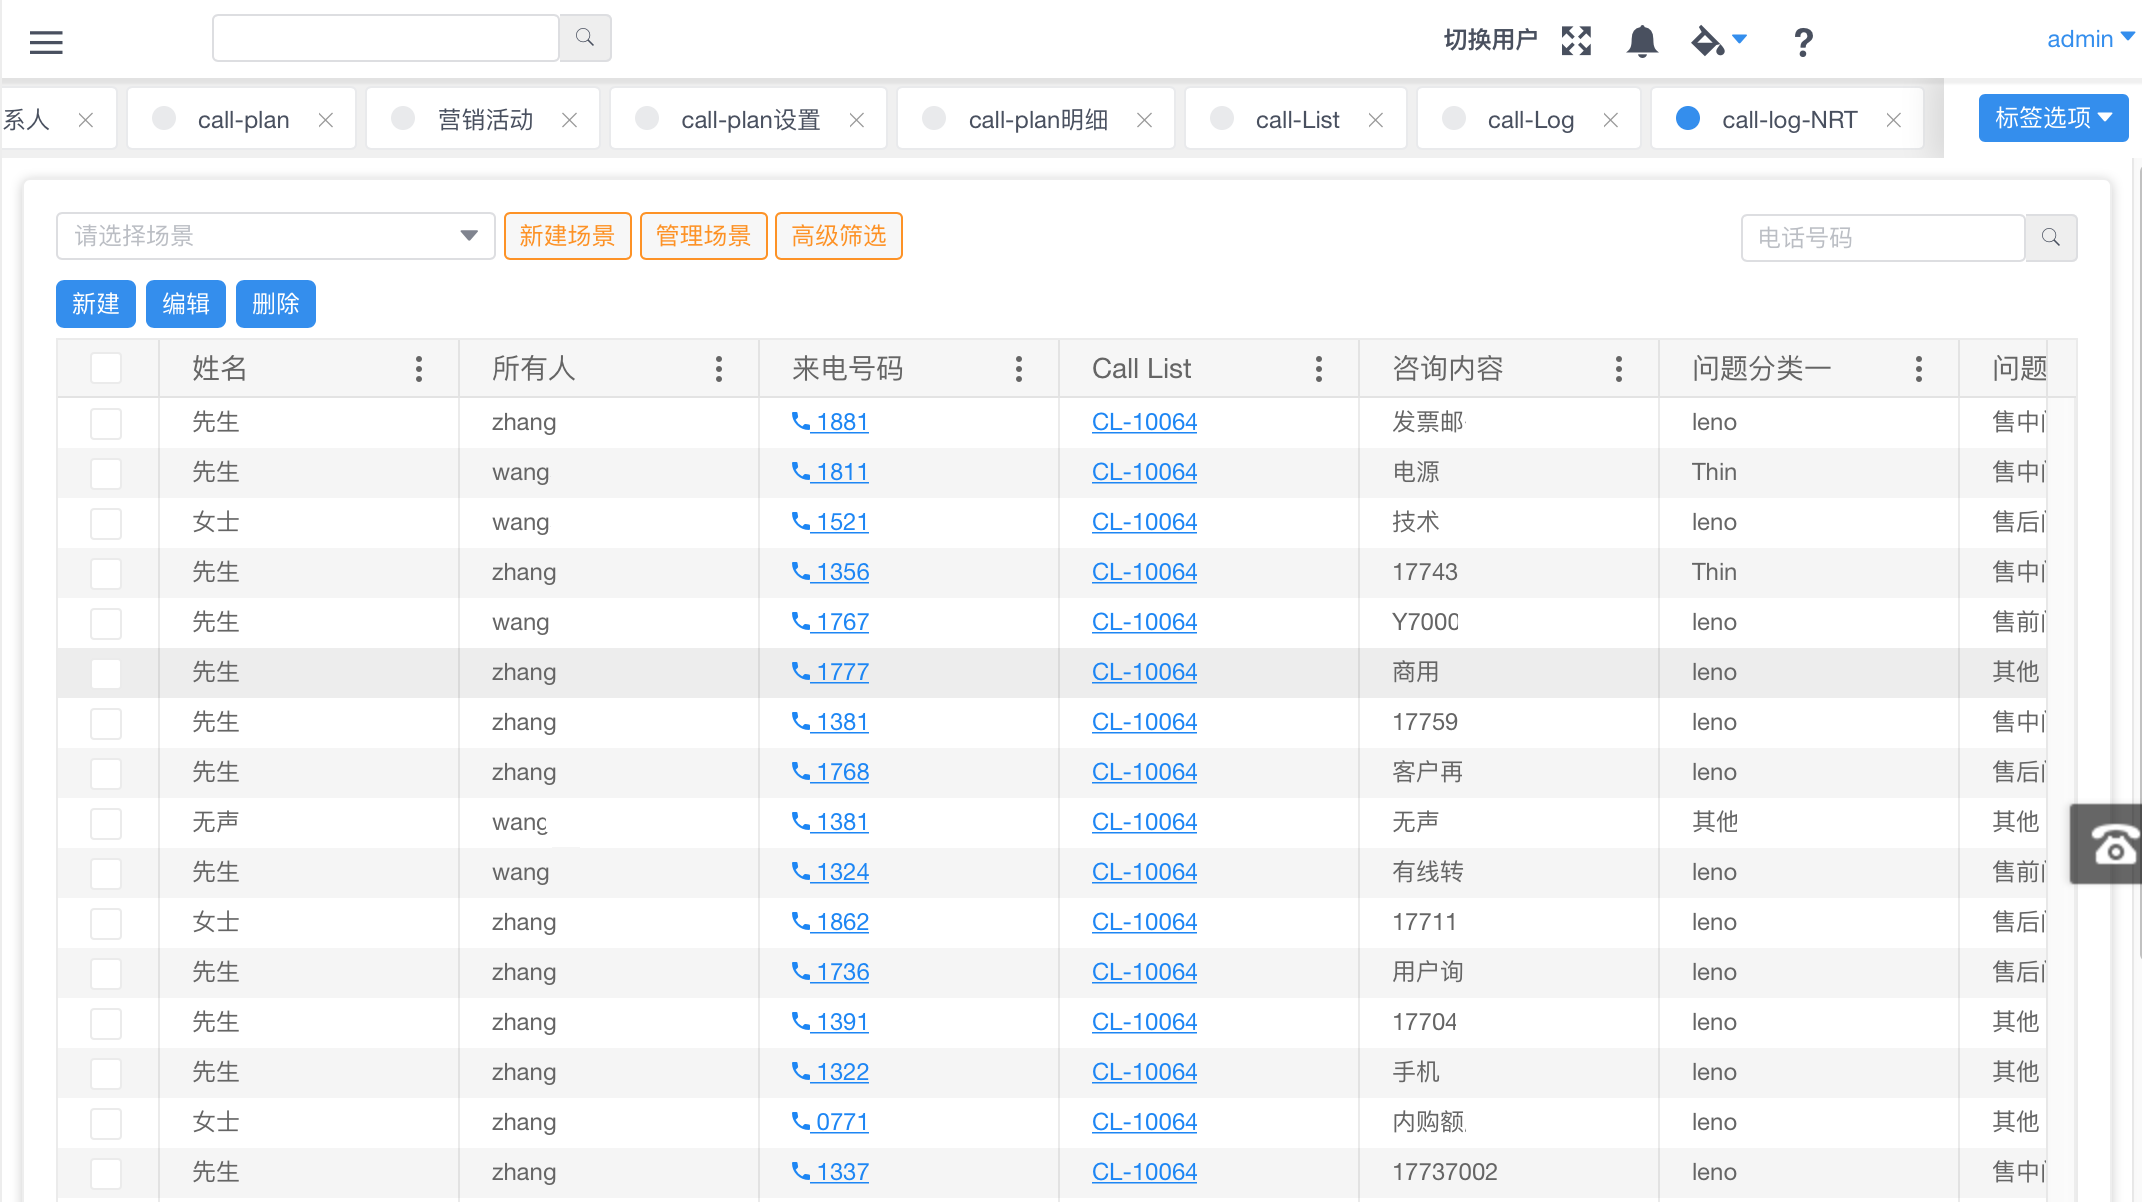 切换用户 admin
系人 call-plan 营销活动 call-plan设置 call-plan明细 call-List call-Log call-log-NRT 标签选项
请选择场景 新建场景 管理场景 高级筛选 电话号码
新建 编辑 删除
姓名 所有人 来电号码 Call List 咨询内容 问题分类一 问题
先生 zhang 1881 CL-10064 发票邮 leno 售中
先生 wang 1811 CL-10064 电源 Thin 售中
女士 wang 1521 CL-10064 技术 leno 售后
先生 zhang 1356 CL-10064 17743 Thin 售中
先生 wang 1767 CL-10064 Y7000 leno 售前
先生 zhang 1777 CL-10064 商用 leno 其他
先生 zhang 1381 CL-10064 17759 leno 售中
先生 zhang 1768 CL-10064 客户再 leno 售后
无声 wang 1381 CL-10064 无声 其他 其他
先生 wang 1324 CL-10064 有线转 leno 售前
女士 zhang 1862 CL-10064 17711 leno 售后
先生 zhang 1736 CL-10064 用户询 leno 售后
先生 zhang 1391 CL-10064 17704 leno 其他
先生 zhang 1322 CL-10064 手机 leno 其他
女士 zhang 0771 CL-10064 内购额 leno 其他
先生 zhang 1337 CL-10064 17737002 leno 售中